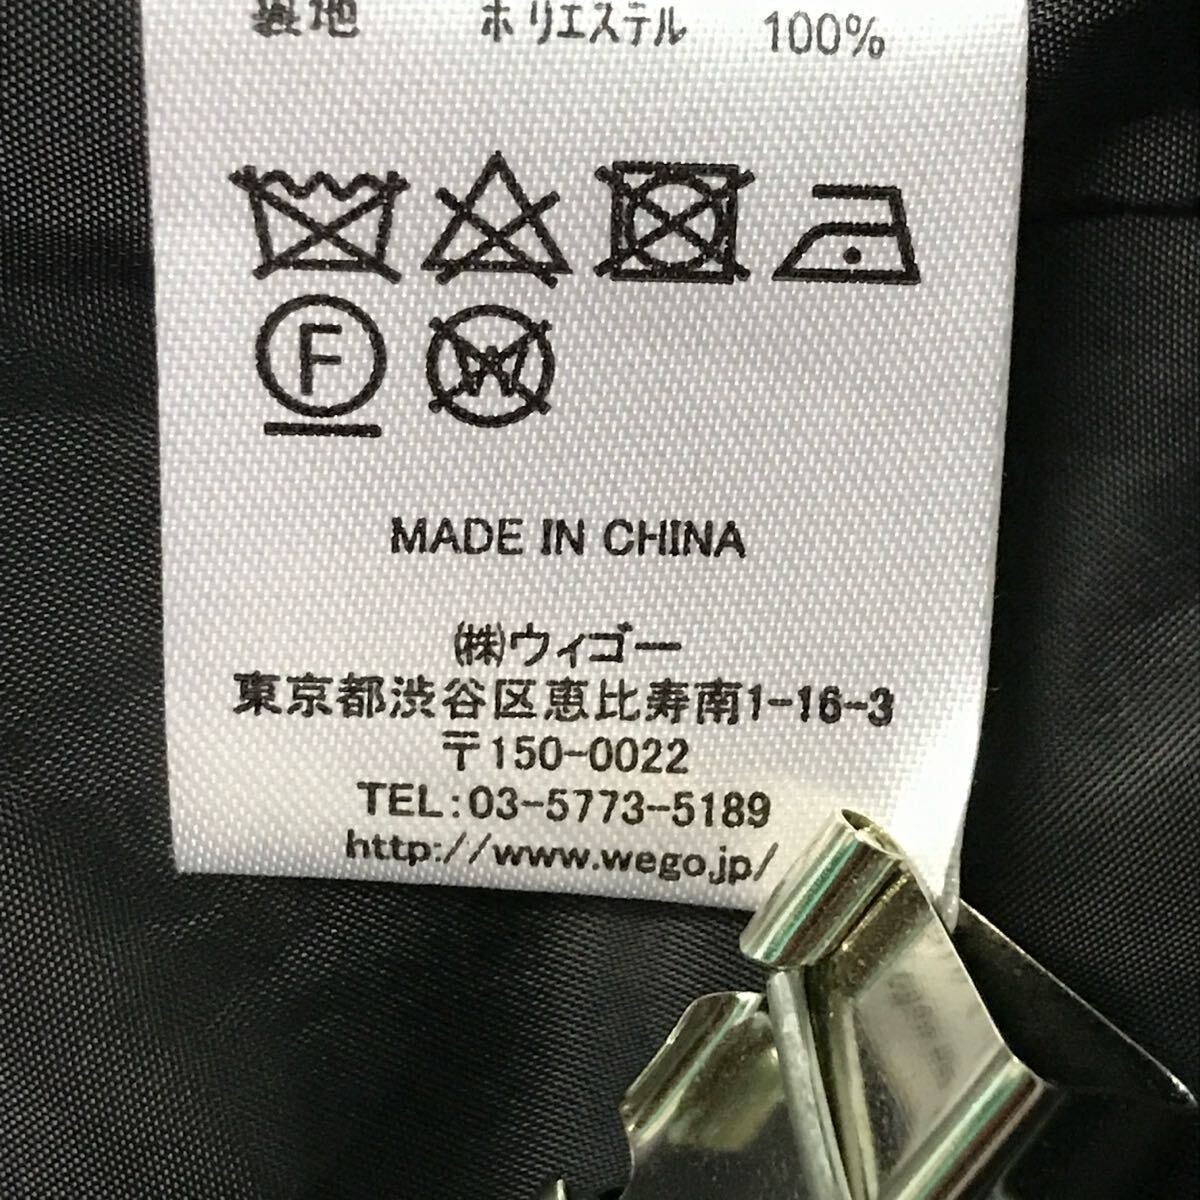 裏地 ポリエステル 100%
F W
MADE IN CHINA
㈱ウィゴー
東京都渋谷区恵比寿南1-16-3
〒150-0022
TEL:03-5773-5189
http://www.wego.jp/